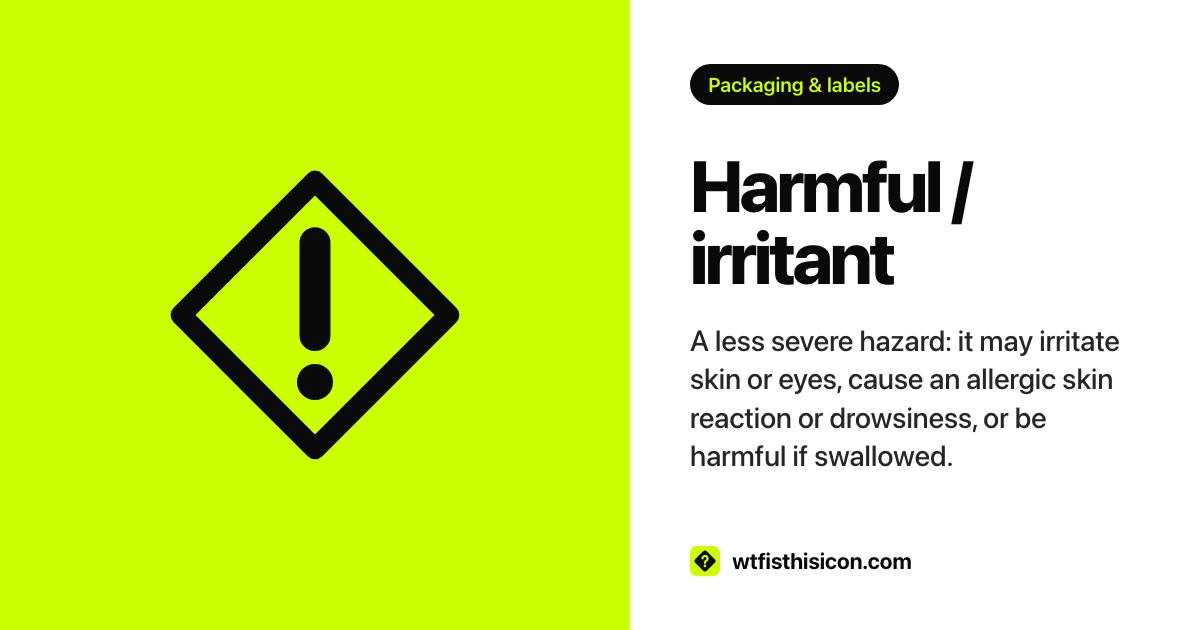 Packaging & labels
Harmful /
irritant
A less severe hazard: it may irritate
skin or eyes, cause an allergic skin
reaction or drowsiness, or be
harmful if swallowed.
wtfisthisicon.com